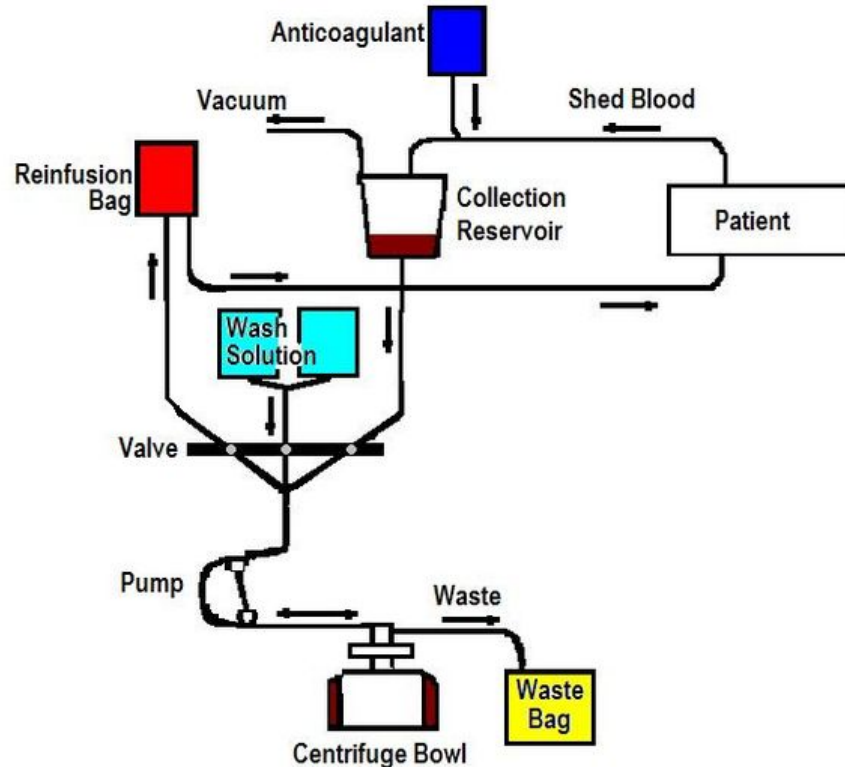 Anticoagulant
Vacuum
Shed Blood
Reinfusion
Bag
Collection
Reservoir
Patient
Wash
Solution
Valve
Pump
Waste
Waste
Bag
Centrifuge Bowl